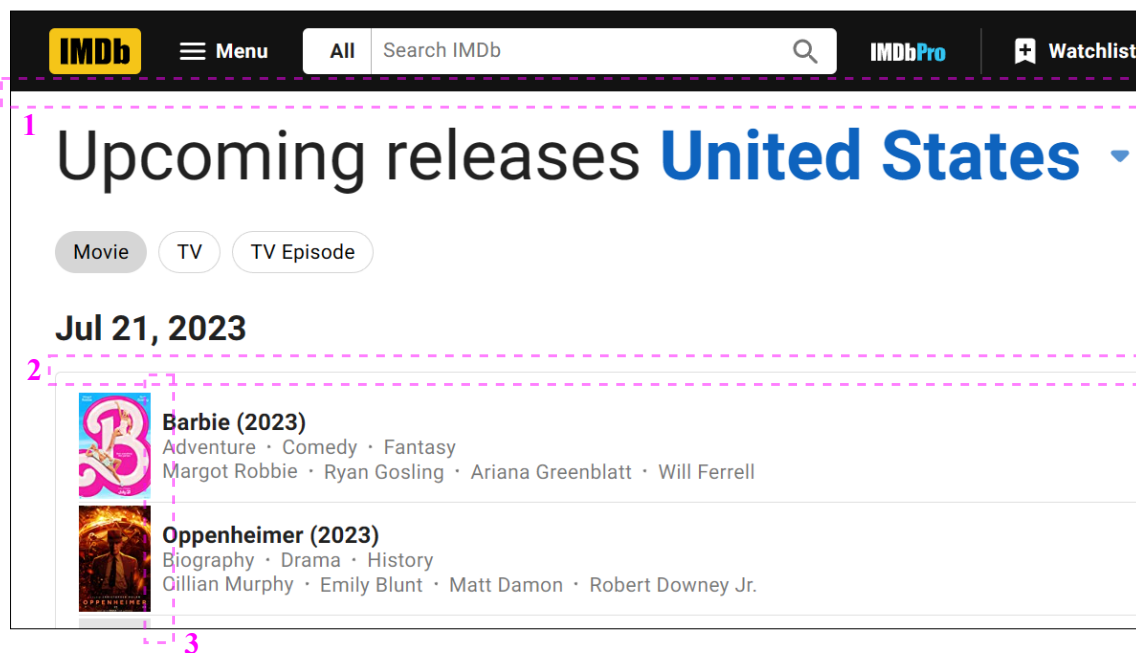 IMDb Menu All Search IMDb IMDbPro Watchlist
1
Upcoming releases United States
Movie TV TV Episode
Jul 21, 2023
2
Barbie (2023)
Adventure · Comedy · Fantasy
Margot Robbie · Ryan Gosling · Ariana Greenblatt · Will Ferrell
OPPENHEIMER
Oppenheimer (2023)
Biography · Drama · History
Cillian Murphy · Emily Blunt · Matt Damon · Robert Downey Jr.
3